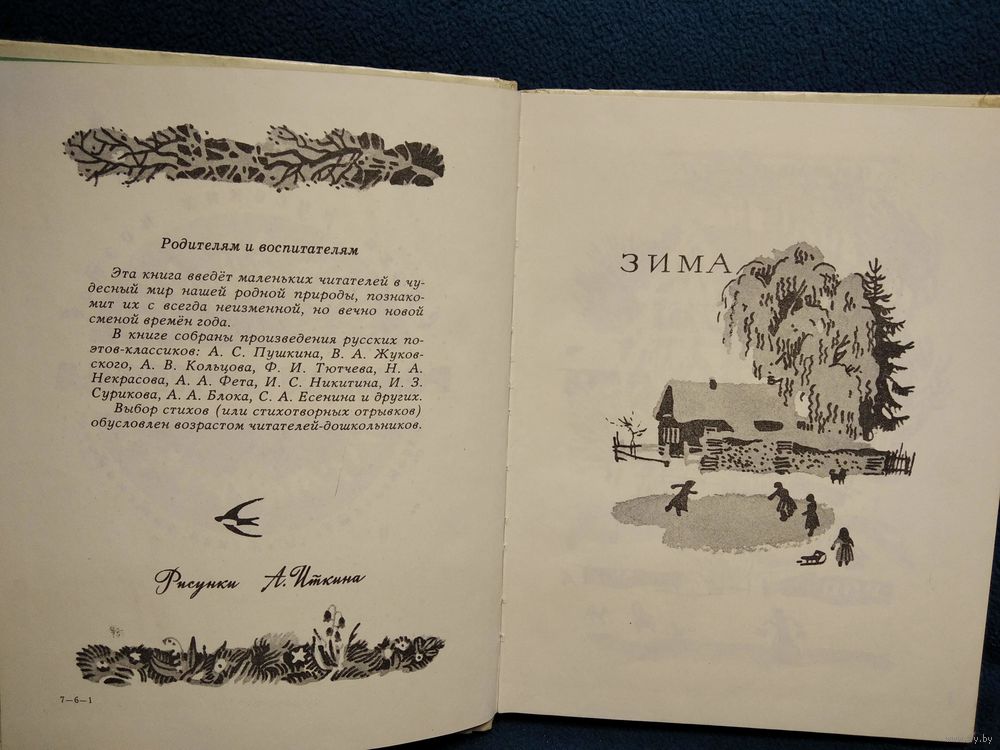 Родителям и воспитателям
Эта книга введёт маленьких читателей в чу-
десный мир нашей родной природы, познако-
мит их с всегда неизменной, но вечно новой
сменой времён года.
В книге собраны произведения русских по-
этов-классиков: А. С. Пушкина, В. А. Жуков-
ского, А. В. Кольцова, Ф. И. Тютчева, Н. А.
Некрасова, А. А. Фета, И. С. Никитина, И. З.
Сурикова, А. А. Блока, С. А. Есенина и других.
Выбор стихов (или стихотворных отрывков)
обусловлен возрастом читателей-дошкольников.
Рисунки А. Иткина
7—6—1
ЗИМА